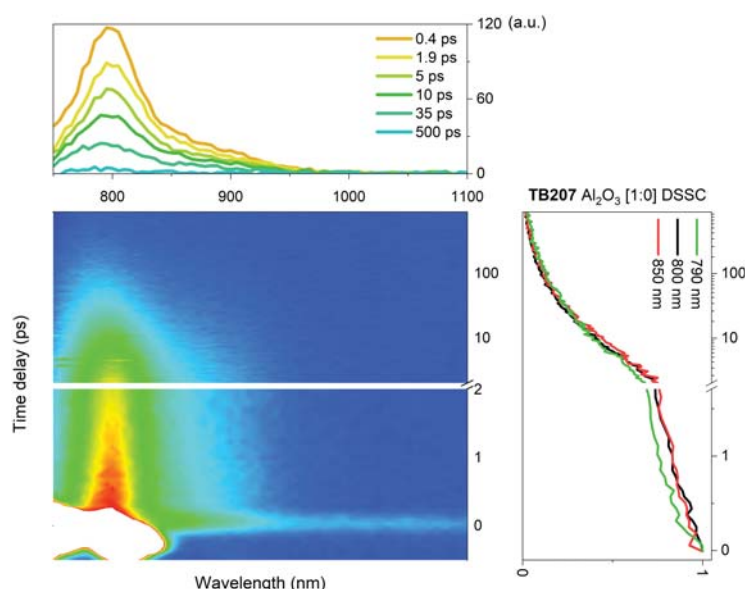 120 (a.u.)
0.4 ps
1.9 ps
5 ps
10 ps
35 ps
500 ps
60
0
800 900 1000 1100
TB207 Al₂O₃ [1:0] DSSC
850 nm
800 nm
790 nm
Time delay (ps)
100
10
2
1
0
100
10
1
0
Wavelength (nm)
0 1